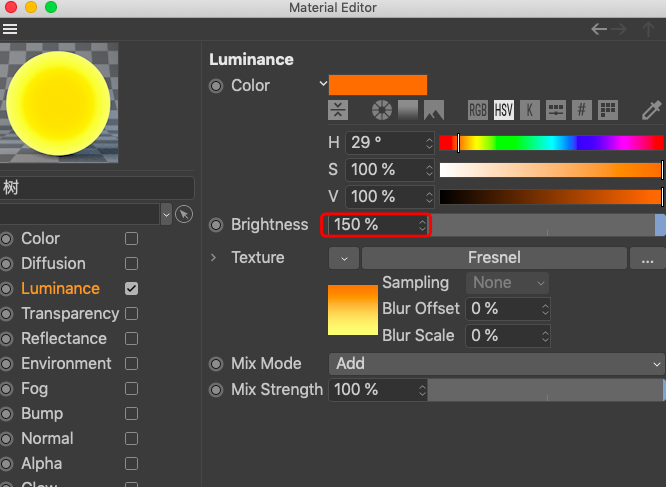 Material Editor
Luminance
Color
RGB HSV K #
H 29 °
S 100 %
V 100 %
树
Brightness 150 %
Texture Fresnel ...
Sampling None
Blur Offset 0 %
Blur Scale 0 %
Mix Mode Add
Mix Strength 100 %
Color
Diffusion
Luminance
Transparency
Reflectance
Environment
Fog
Bump
Normal
Alpha
Glow